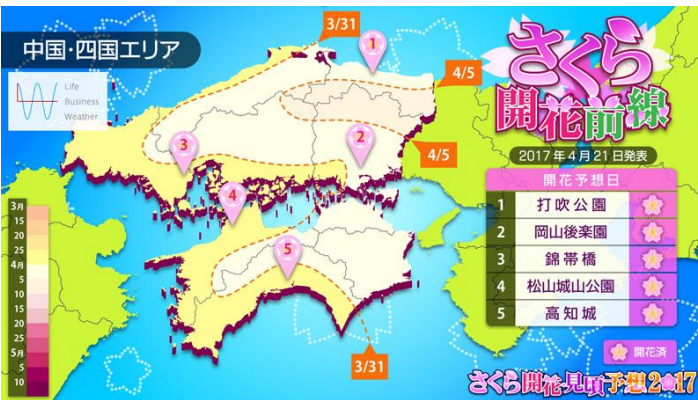 中国・四国エリア
Life
Business
Weather
3/31
1
4/5
2
4/5
3
4
5
3/31
3月
15
20
25
4月
5
10
15
20
25
5月
5
10
さくら
開花前線
2017年4月21日発表
開花予想日
1 打吹公園
2 岡山後楽園
3 錦帯橋
4 松山城山公園
5 高知城
開花済
さくら開花見頃予想2017